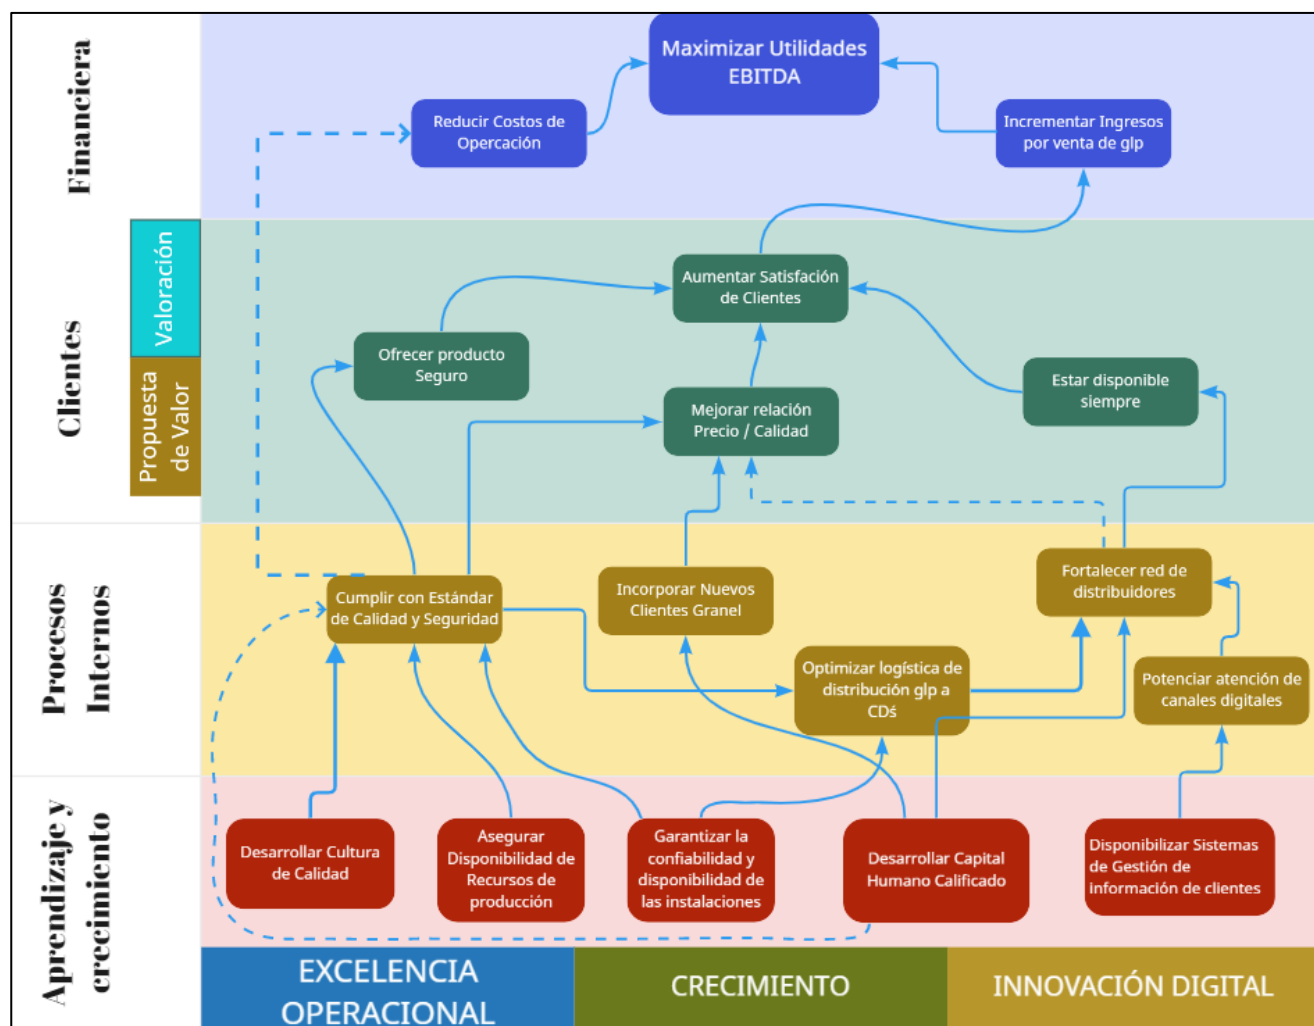 Financiera
Maximizar Utilidades
EBITDA
Reducir Costos de
Opercación
Incrementar Ingresos
por venta de glp
Clientes
Valoración
Propuesta
de Valor
Aumentar Satisfación
de Clientes
Ofrecer producto
Seguro
Mejorar relación
Precio / Calidad
Estar disponible
siempre
Procesos
Internos
Cumplir con Estándar
de Calidad y Seguridad
Incorporar Nuevos
Clientes Granel
Fortalecer red de
distribuidores
Optimizar logística de
distribución glp a
CDś
Potenciar atención de
canales digitales
Aprendizaje y
crecimiento
Desarrollar Cultura
de Calidad
Asegurar
Disponibilidad de
Recursos de
producción
Garantizar la
confiabilidad y
disponibilidad de
las instalaciones
Desarrollar Capital
Humano Calificado
Disponibilizar Sistemas
de Gestión de
información de clientes
EXCELENCIA
OPERACIONAL
CRECIMIENTO
INNOVACIÓN DIGITAL